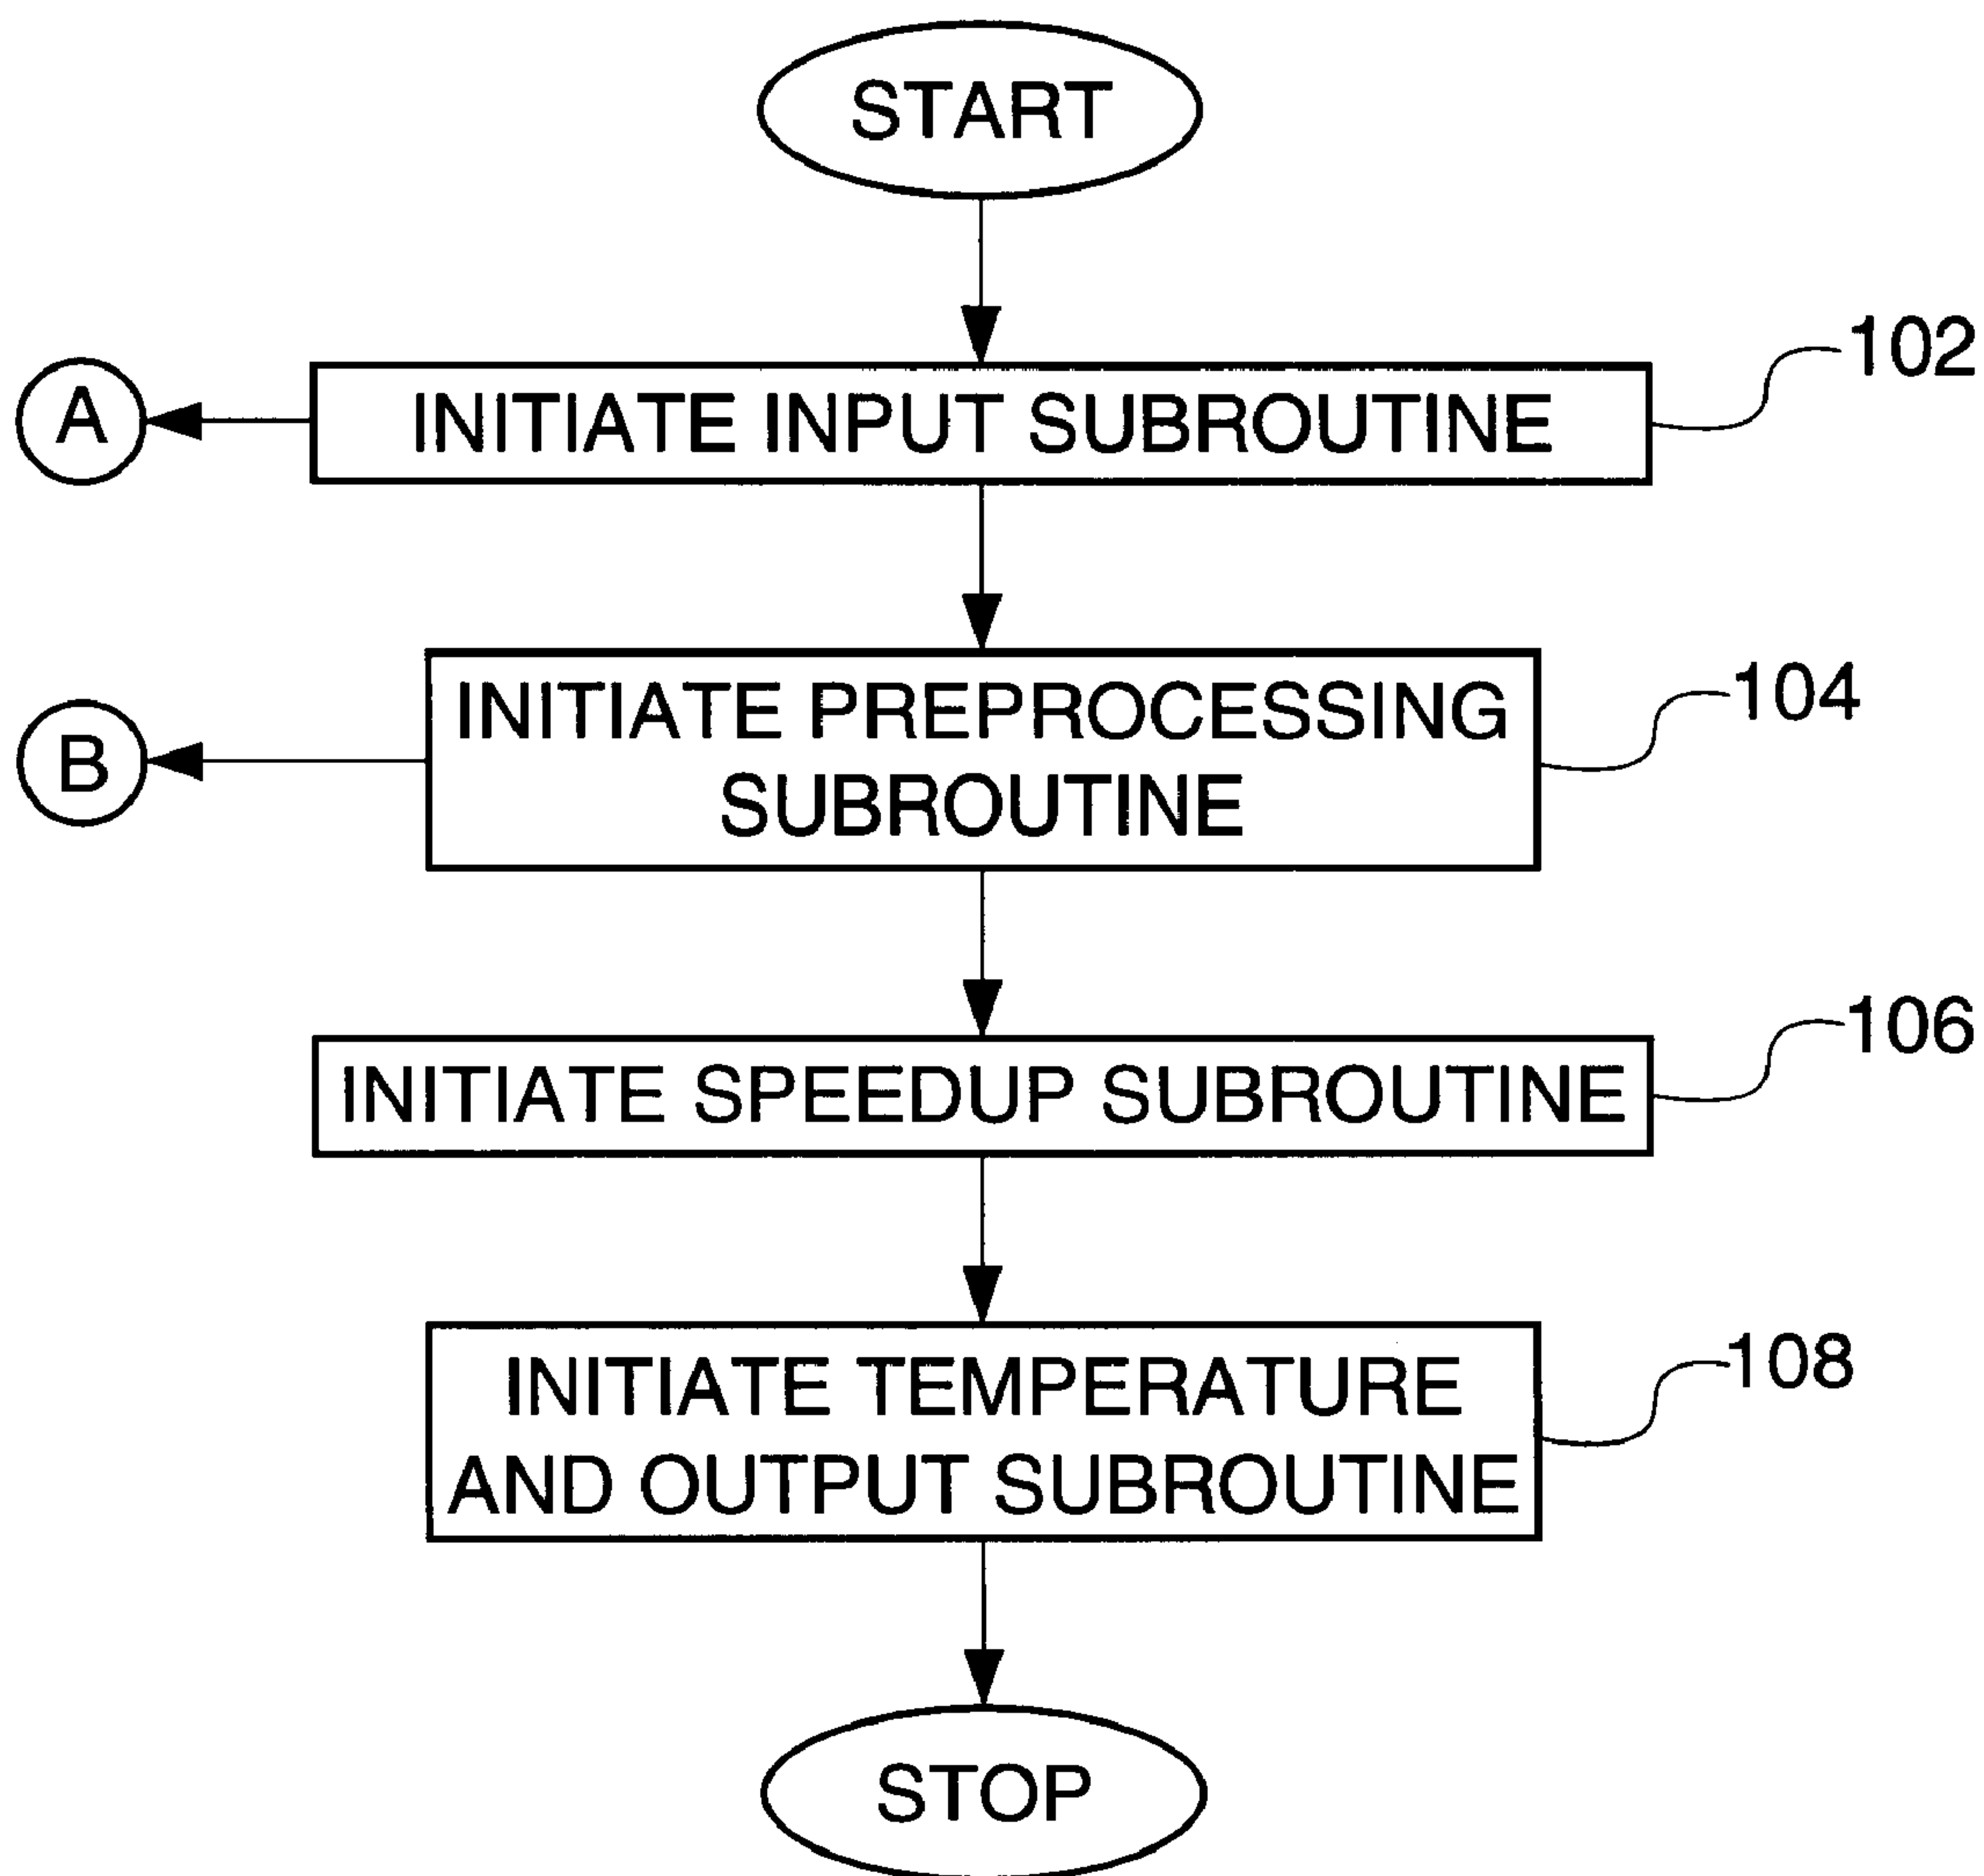 START
102
A
INITIATE INPUT SUBROUTINE
104
B
INITIATE PREPROCESSING
SUBROUTINE
106
INITIATE SPEEDUP SUBROUTINE
108
INITIATE TEMPERATURE
AND OUTPUT SUBROUTINE
STOP